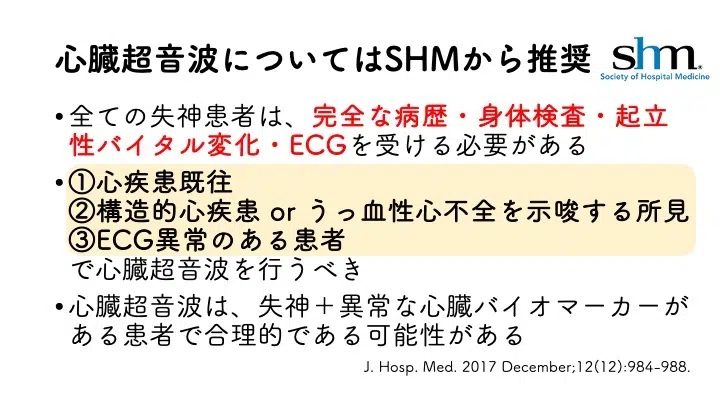 心臓超音波についてはSHMから推奨
shm
Society of Hospital Medicine
•全ての失神患者は、完全な病歴・身体検査・起立
性バイタル変化・ECGを受ける必要がある
•①心疾患既往
②構造的心疾患 or うっ血性心不全を示唆する所見
③ECG異常のある患者
で心臓超音波を行うべき
•心臓超音波は、失神＋異常な心臓バイオマーカーが
ある患者で合理的である可能性がある
J. Hosp. Med. 2017 December;12(12):984-988.